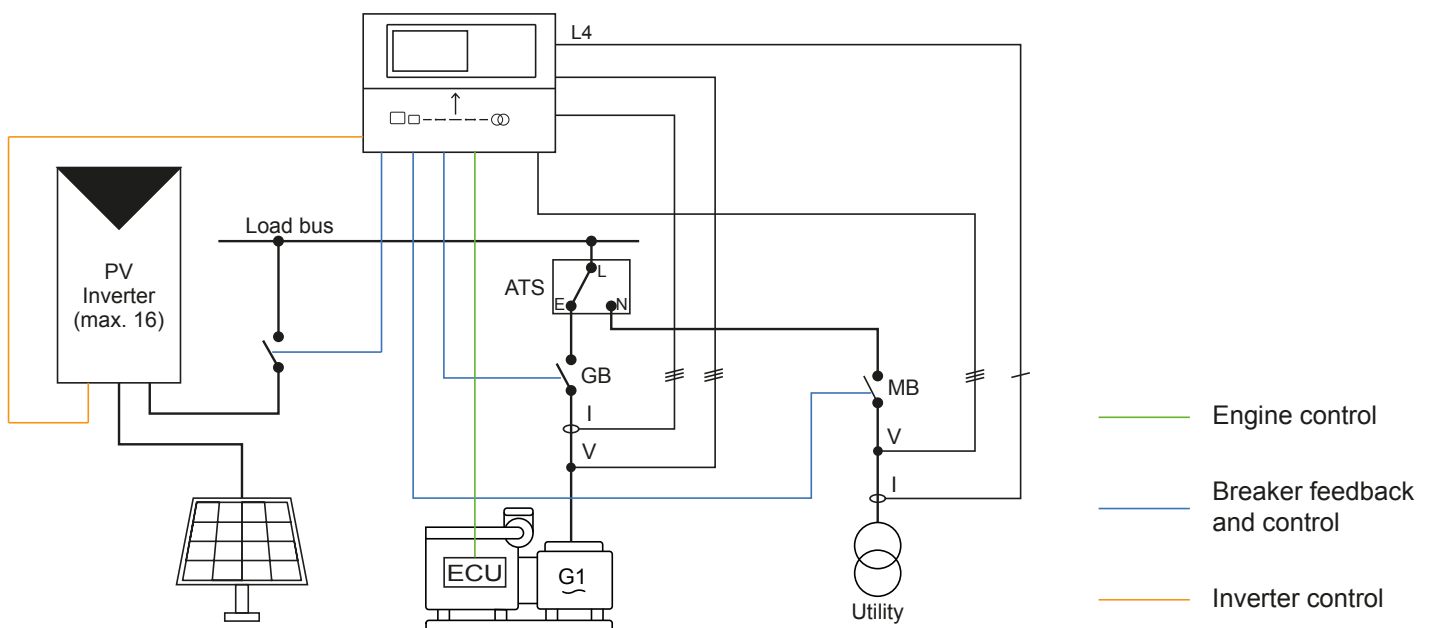 L4
Load bus
PV
Inverter
(max. 16)
ATS
L
E
N
GB
MB
I
V
V
I
ECU
G1
Utility
Engine control
Breaker feedback
and control
Inverter control